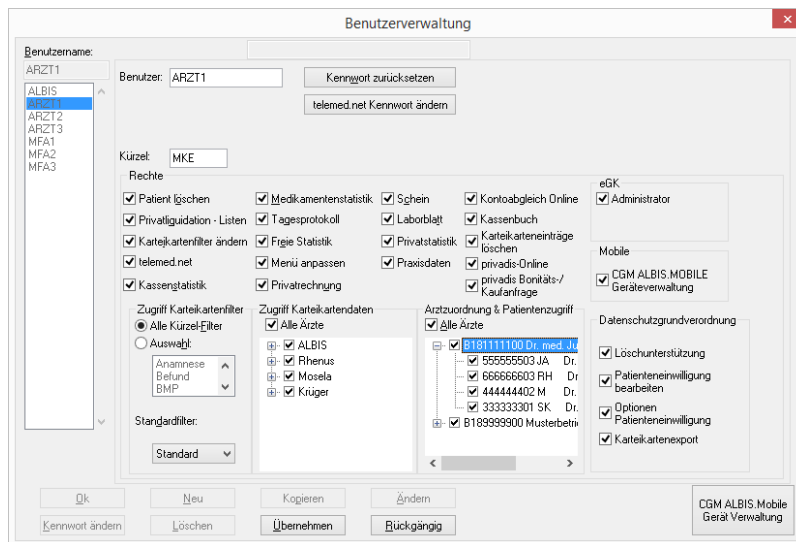 Benutzerverwaltung
Benutzername:
ARZT1
ALBIS
ARZT1
ARZT2
ARZT3
MFA1
MFA2
MFA3
Benutzer: ARZT1
Kennwort zurücksetzen
telemed.net Kennwort ändern
Kürzel: MKE
Rechte
Patient löschen
Medikamentenstatistik
Schein
Kontoabgleich Online
Privatliquidation - Listen
Tagesprotokoll
Laborblatt
Kassenbuch
Karteikartenfilter ändern
Freie Statistik
Privatstatistik
Karteikarteneinträge
löschen
telemed.net
Menü anpassen
Praxisdaten
privadis-Online
Kassenstatistik
Privatrechnung
privadis Bonitäts-/
Kaufanfrage
eGK
Administrator
Mobile
CGM ALBIS.MOBILE
Geräteverwaltung
Zugriff Karteikartenfilter
Alle Kürzel-Filter
Auswahl:
Anamnese
Befund
BMP
Standardfilter:
Standard
Zugriff Karteikartendaten
Alle Ärzte
ALBIS
Rhenus
Mosela
Krüger
Arztzuordnung & Patientenzugriff
Alle Ärzte
B181111100 Dr. med. Ju
555555503 JA Dr.
666666603 RH Dr
444444402 M Dr.
333333301 SK Dr.
B189999900 Musterbetri
Datenschutzgrundverordnung
Löschunterstützung
Patienteneinwilligung
bearbeiten
Optionen
Patienteneinwilligung
Karteikartenexport
Ok
Neu
Kopieren
Ändern
Kennwort ändern
Löschen
Übernehmen
Rückgängig
CGM ALBIS.Mobile
Gerät Verwaltung